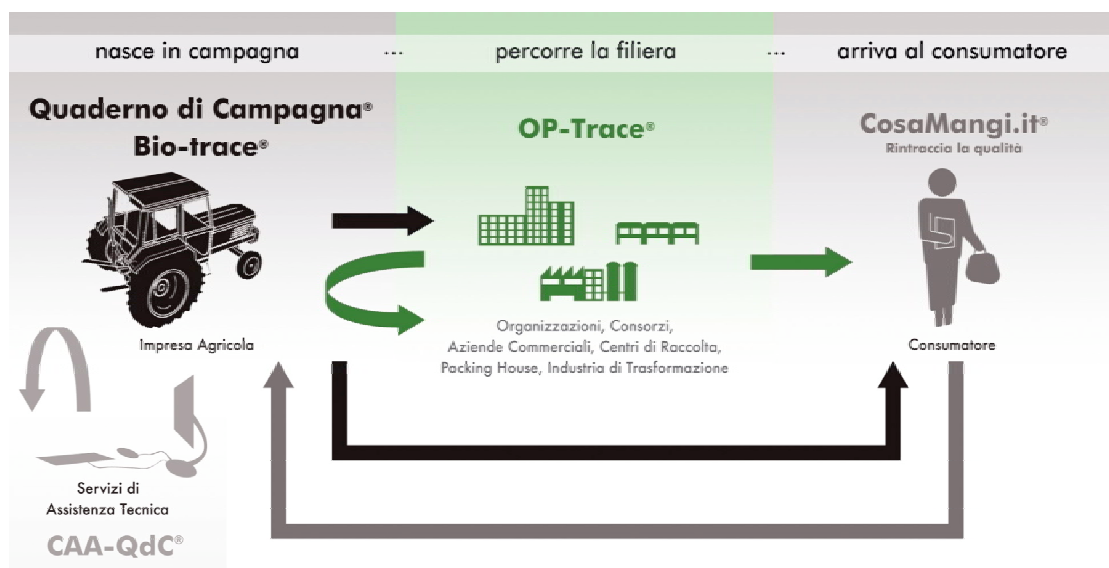 nasce in campagna ... percorre la filiera ... arriva al consumatore
Quaderno di Campagna®
Bio-trace®
Impresa Agricola
OP-Trace®
Organizzazioni, Consorzi,
Aziende Commerciali, Centri di Raccolta,
Packing House, Industria di Trasformazione
CosaMangi.it®
Rintraccia la qualità
Consumatore
Servizi di
Assistenza Tecnica
CAA-QdC®